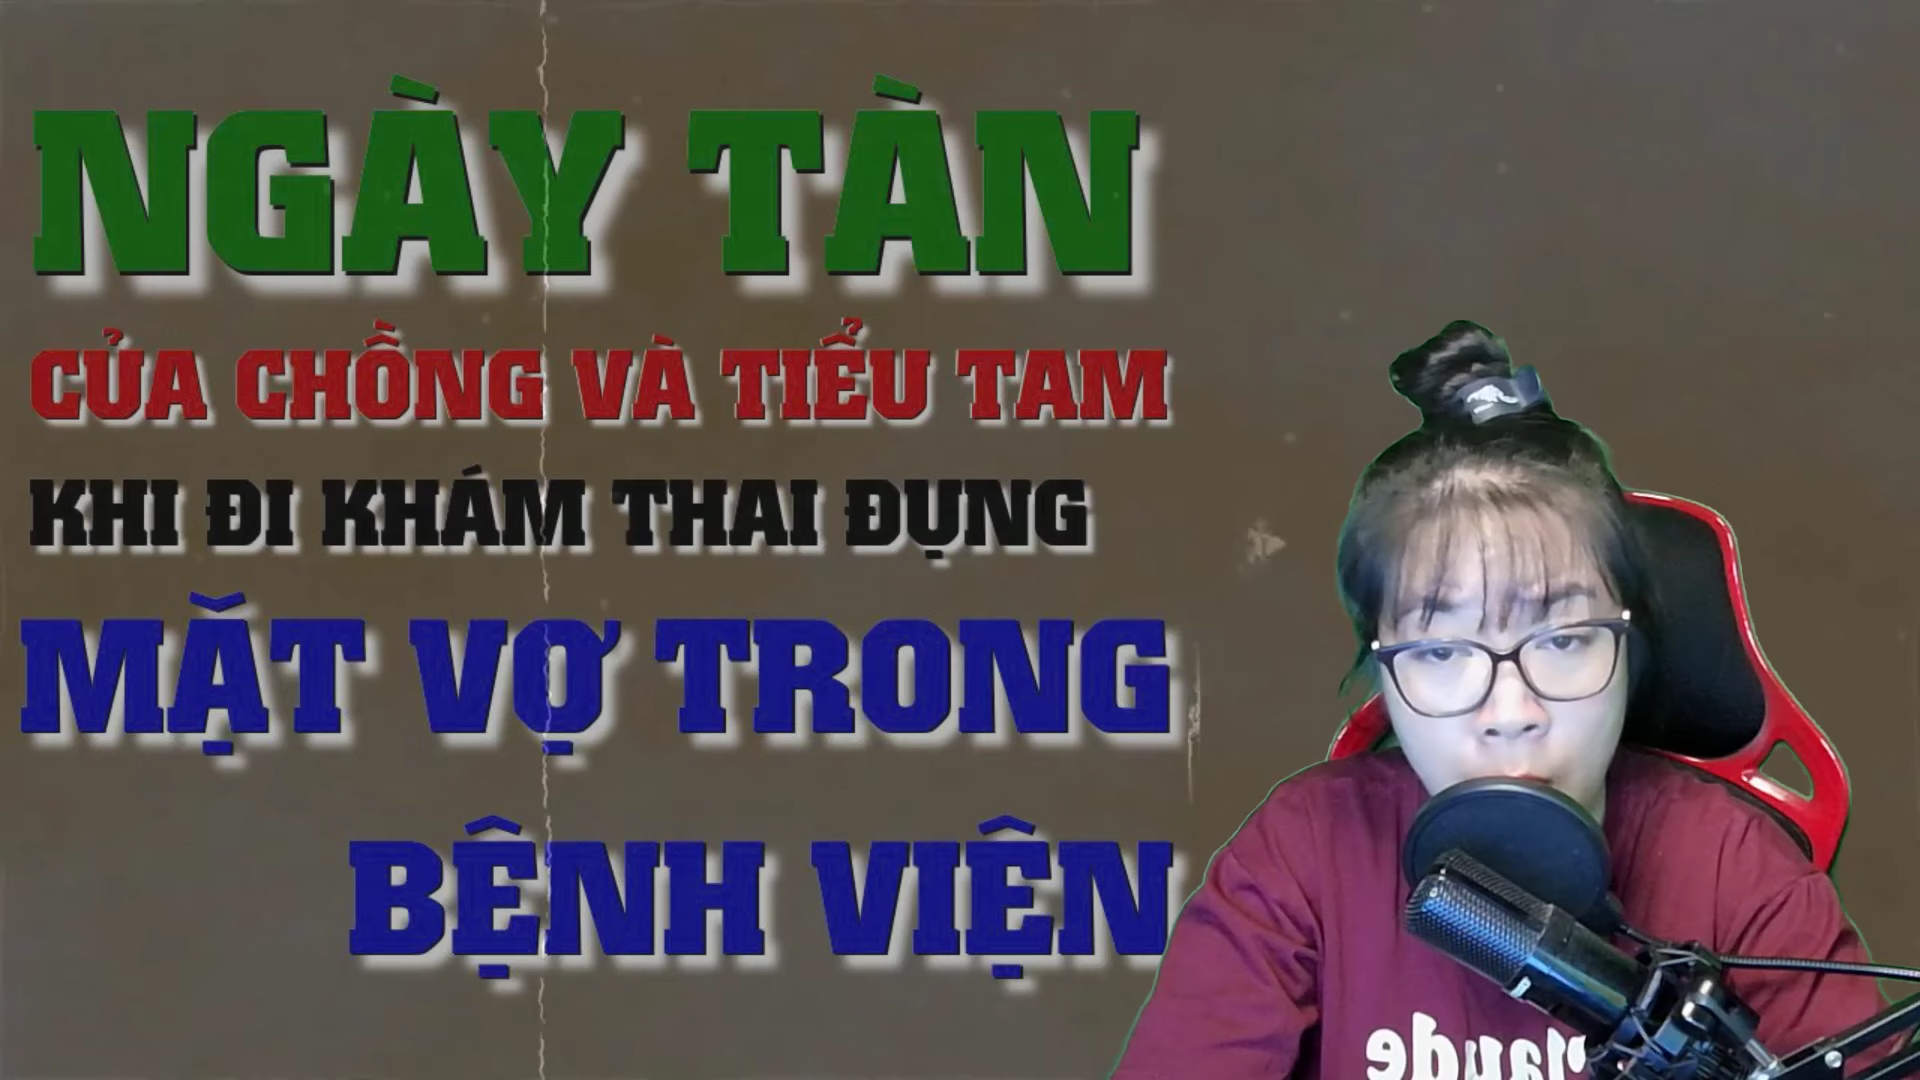 NGÀY TÀN
CỦA CHỒNG VÀ TIỂU TAM
KHI ĐI KHÁM THAI ĐỤNG
MẶT VỢ TRONG
BỆNH VIỆN